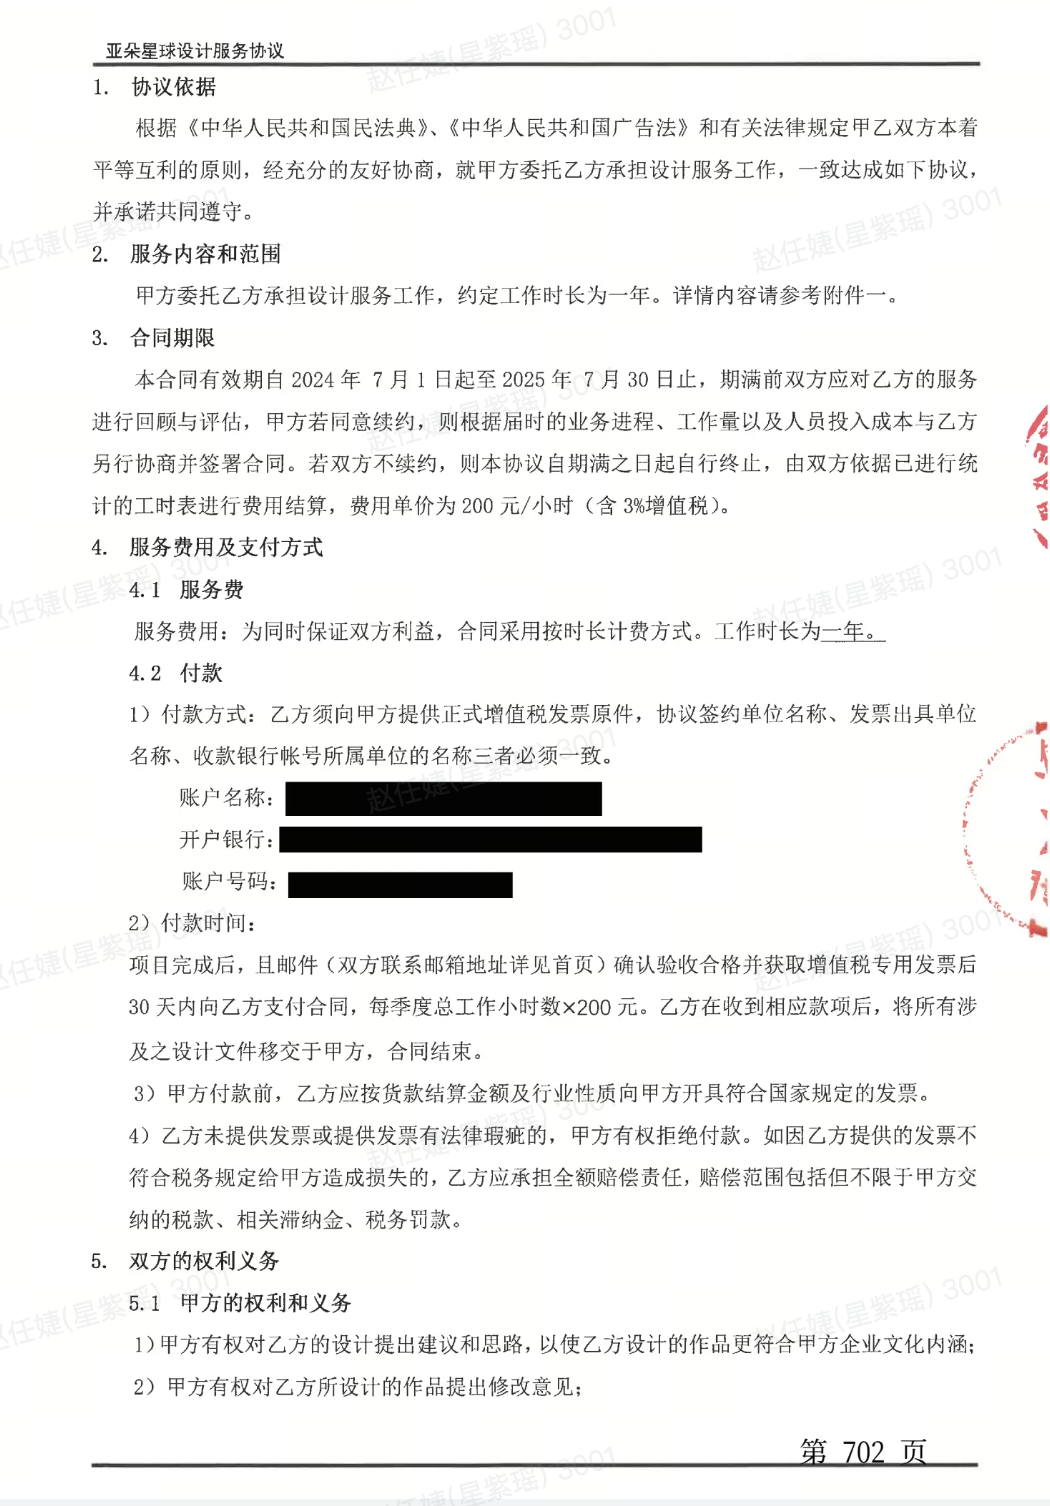 亚朵星球设计服务协议
1. 协议依据
根据《中华人民共和国民法典》、《中华人民共和国广告法》和有关法律规定甲乙双方本着
平等互利的原则，经充分的友好协商，就甲方委托乙方承担设计服务工作，一致达成如下协议，
并承诺共同遵守。
2. 服务内容和范围
甲方委托乙方承担设计服务工作，约定工作时长为一年。详情内容请参考附件一。
3. 合同期限
本合同有效期自 2024 年 7 月 1 日起至 2025 年 7 月 30 日止，期满前双方应对乙方的服务
进行回顾与评估，甲方若同意续约，则根据届时的业务进程、工作量以及人员投入成本与乙方
另行协商并签署合同。若双方不续约，则本协议自期满之日起自行终止，由双方依据已进行统
计的工时表进行费用结算，费用单价为 200 元/小时（含 3%增值税）。
4. 服务费用及支付方式
4.1 服务费
服务费用：为同时保证双方利益，合同采用按时长计费方式。工作时长为一年。
4.2 付款
1）付款方式：乙方须向甲方提供正式增值税发票原件，协议签约单位名称、发票出具单位
名称、收款银行帐号所属单位的名称三者必须一致。
账户名称：
开户银行：
账户号码：
2）付款时间：
项目完成后，且邮件（双方联系邮箱地址详见首页）确认验收合格并获取增值税专用发票后
30 天内向乙方支付合同，每季度总工作小时数×200 元。乙方在收到相应款项后，将所有涉
及之设计文件移交于甲方，合同结束。
3）甲方付款前，乙方应按货款结算金额及行业性质向甲方开具符合国家规定的发票。
4）乙方未提供发票或提供发票有法律瑕疵的，甲方有权拒绝付款。如因乙方提供的发票不
符合税务规定给甲方造成损失的，乙方应承担全额赔偿责任，赔偿范围包括但不限于甲方交
纳的税款、相关滞纳金、税务罚款。
5. 双方的权利义务
5.1 甲方的权利和义务
1）甲方有权对乙方的设计提出建议和思路，以使乙方设计的作品更符合甲方企业文化内涵；
2）甲方有权对乙方所设计的作品提出修改意见；
第 702 页
赵任婕(星紫瑶) 3001